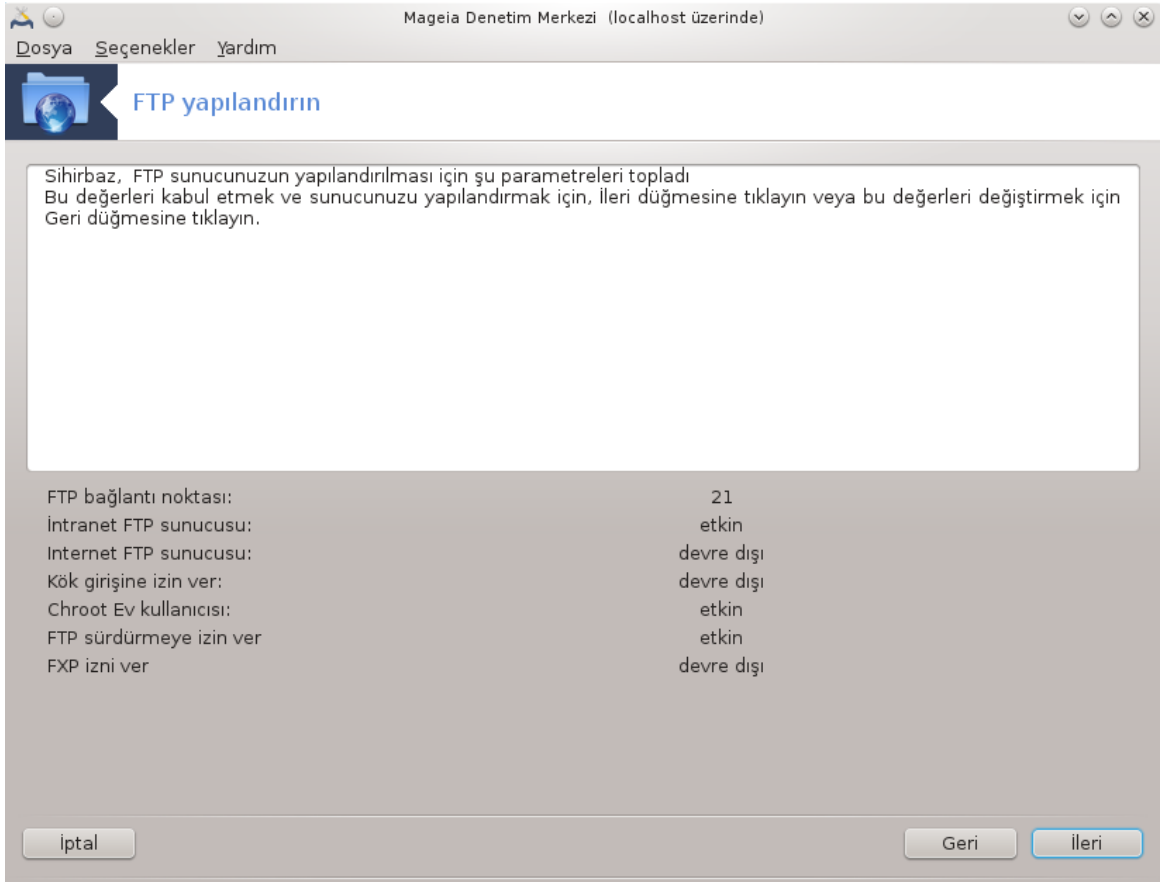 Mageia Denetim Merkezi (localhost üzerinde)
Dosya Seçenekler Yardım
FTP yapılandırın
Sihirbaz, FTP sunucunuzun yapılandırılması için şu parametreleri topladı
Bu değerleri kabul etmek ve sunucunuzu yapılandırmak için, İleri düğmesine tıklayın veya bu değerleri değiştirmek için
Geri düğmesine tıklayın.
FTP bağlantı noktası: 21
İntranet FTP sunucusu: etkin
Internet FTP sunucusu: devre dışı
Kök girişine izin ver: devre dışı
Chroot Ev kullanıcısı: etkin
FTP sürdürmeye izin ver etkin
FXP izni ver devre dışı
İptal Geri İleri